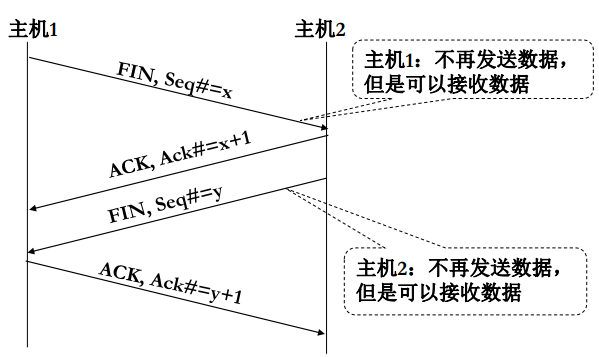 主机1
主机2
FIN, Seq#=x
主机1：不再发送数据，
但是可以接收数据
ACK, Ack#=x+1
FIN, Seq#=y
主机2：不再发送数据，
但是可以接收数据
ACK, Ack#=y+1